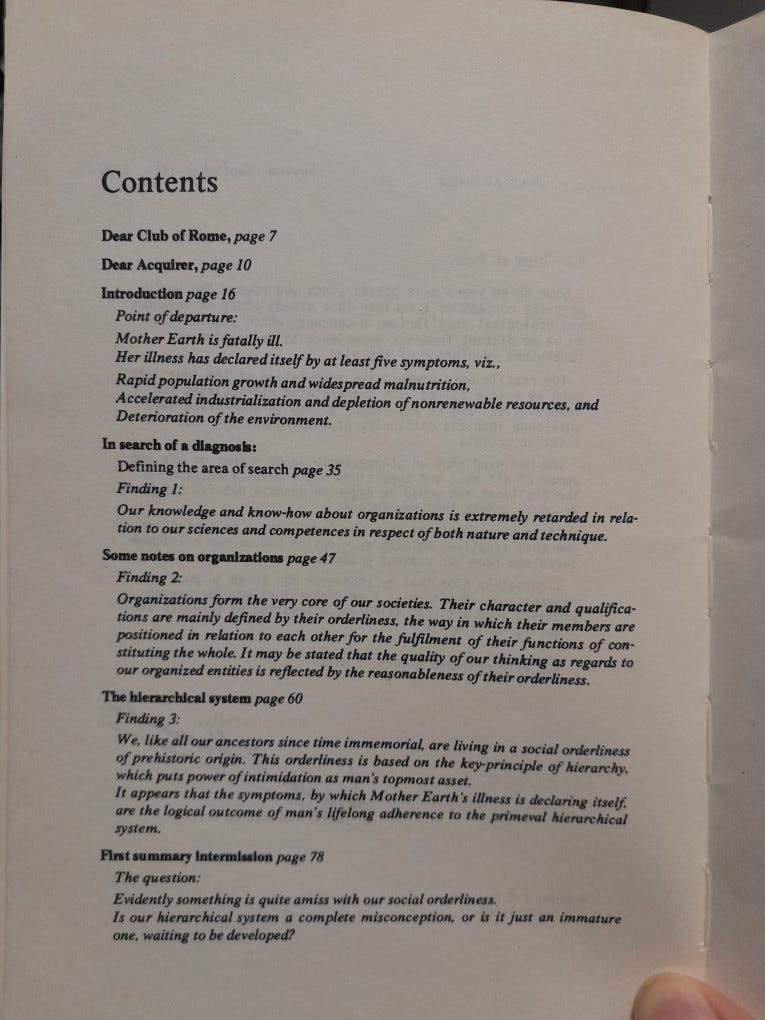 Contents
Dear Club of Rome, page 7
Dear Acquirer, page 10
Introduction page 16
Point of departure:
Mother Earth is fatally ill.
Her illness has declared itself by at least five symptoms, viz.,
Rapid population growth and widespread malnutrition,
Accelerated industrialization and depletion of nonrenewable resources, and
Deterioration of the environment.
In search of a diagnosis:
Defining the area of search page 35
Finding 1:
Our knowledge and know-how about organizations is extremely retarded in rela-
tion to our sciences and competences in respect of both nature and technique.
Some notes on organizations page 47
Finding 2:
Organizations form the very core of our societies. Their character and qualifica-
tions are mainly defined by their orderliness, the way in which their members are
positioned in relation to each other for the fulfilment of their functions of con-
stituting the whole. It may be stated that the quality of our thinking as regards to
our organized entities is reflected by the reasonableness of their orderliness.
The hierarchical system page 60
Finding 3:
We, like all our ancestors since time immemorial, are living in a social orderliness
of prehistoric origin. This orderliness is based on the key-principle of hierarchy,
which puts power of intimidation as man's topmost asset.
It appears that the symptoms, by which Mother Earth's illness is declaring itself,
are the logical outcome of man's lifelong adherence to the primeval hierarchical
system.
First summary intermission page 78
The question:
Evidently something is quite amiss with our social orderliness.
Is our hierarchical system a complete misconception, or is it just an immature
one, waiting to be developed?